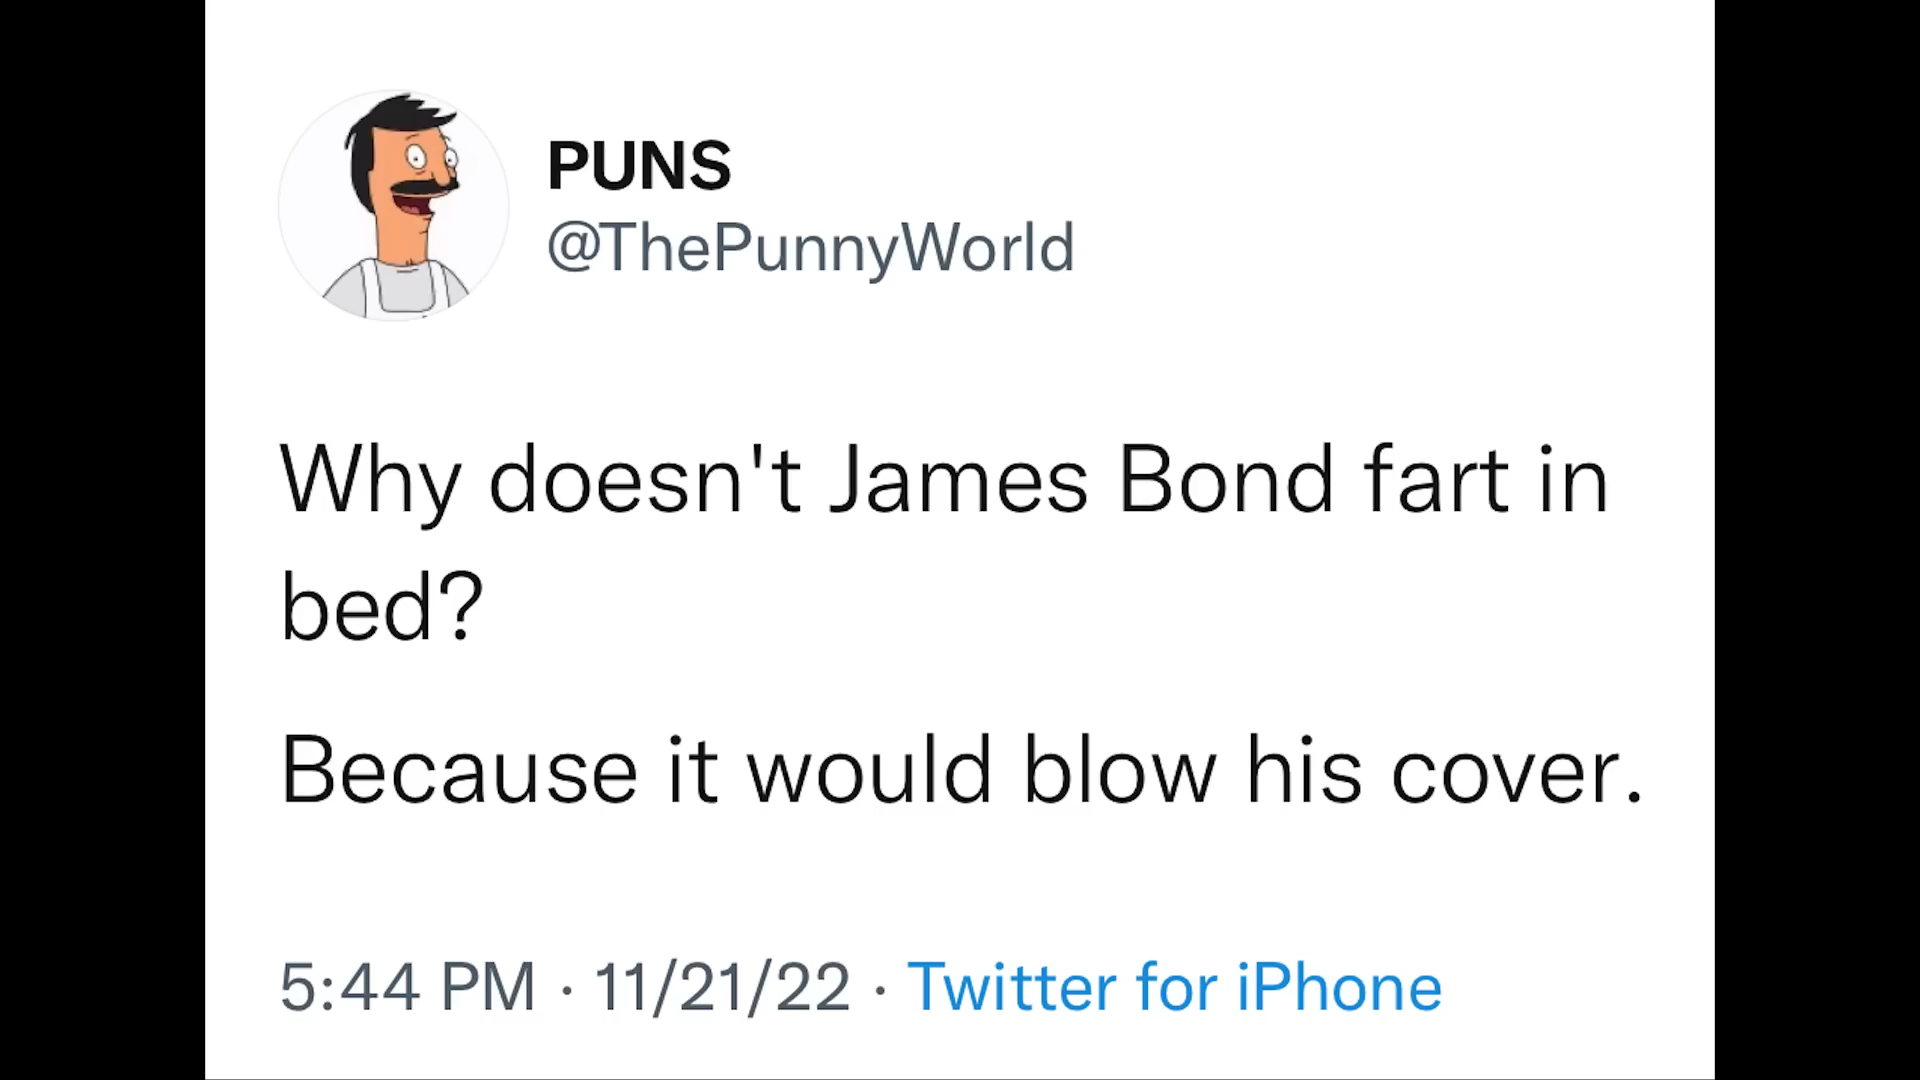 PUNS
@ThePunnyWorld
Why doesn't James Bond fart in
bed?
Because it would blow his cover.
5:44 PM · 11/21/22 · Twitter for iPhone